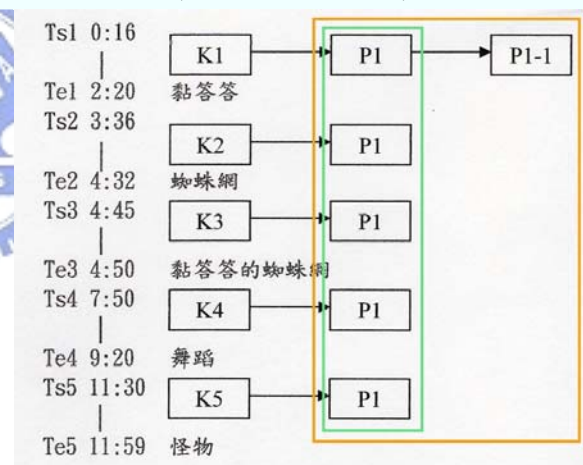 Ts1 0:16
K1 P1 P1-1
Te1 2:20 黏答答
Ts2 3:36
K2 P1
Te2 4:32 蜘蛛網
Ts3 4:45
K3 P1
Te3 4:50 黏答答的蜘蛛網
Ts4 7:50
K4 P1
Te4 9:20 舞蹈
Ts5 11:30
K5 P1
Te5 11:59 怪物